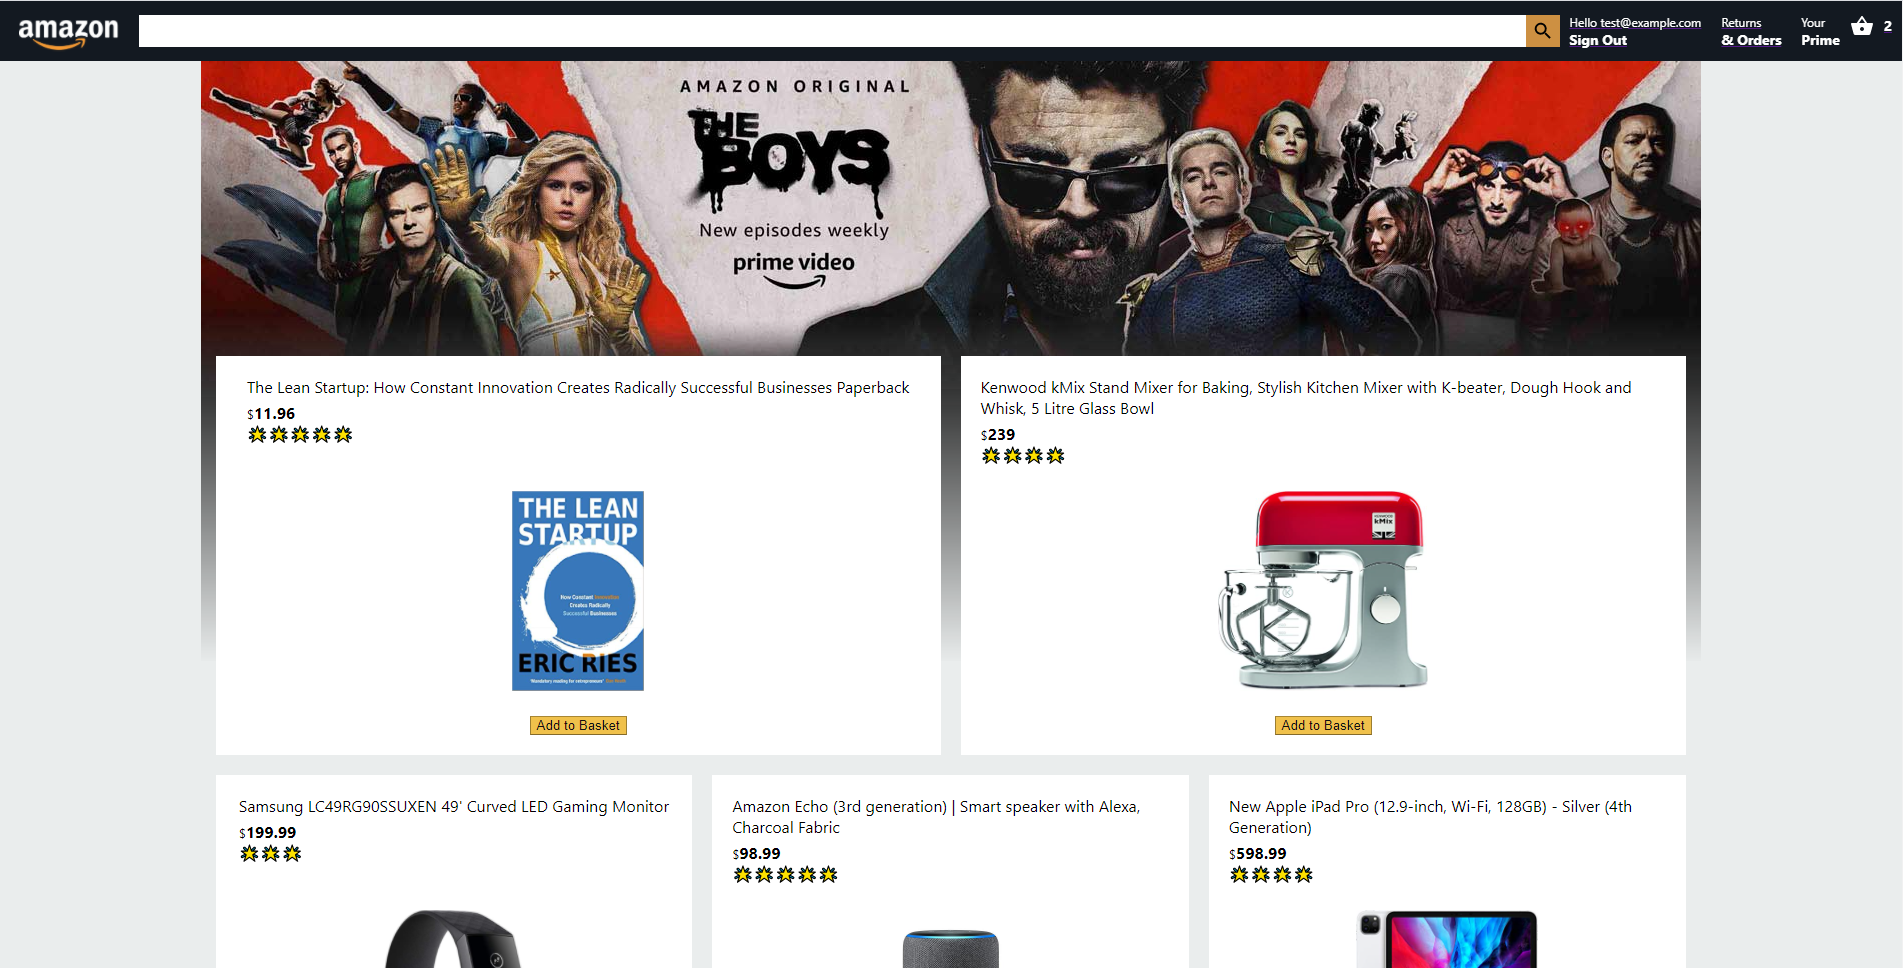 amazon
Hello test@example.com
Sign Out
Returns
& Orders
Your
Prime
2
AMAZON ORIGINAL
THE
BOYS
New episodes weekly
prime video
The Lean Startup: How Constant Innovation Creates Radically Successful Businesses Paperback
$11.96
THE LEAN
STARTUP
How Constant Innovation
Creates Radically
Successful Businesses
ERIC RIES
Add to Basket
Kenwood kMix Stand Mixer for Baking, Stylish Kitchen Mixer with K-beater, Dough Hook and
Whisk, 5 Litre Glass Bowl
$239
KENWOOD
kMix
K
Add to Basket
Samsung LC49RG90SSUXEN 49' Curved LED Gaming Monitor
$199.99
Amazon Echo (3rd generation) | Smart speaker with Alexa,
Charcoal Fabric
$98.99
New Apple iPad Pro (12.9-inch, Wi-Fi, 128GB) - Silver (4th
Generation)
$598.99